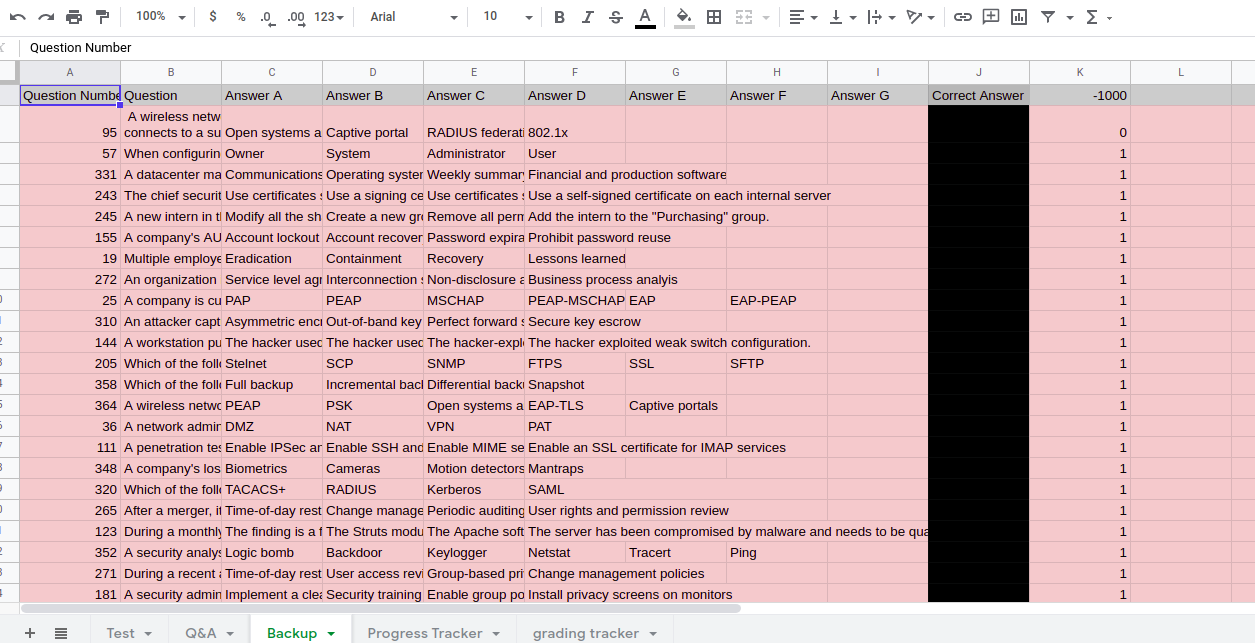 100% $ % .0 .00 123 Arial 10 B I S A
Question Number
A B C D E F G H I J K L
Question Numbe Question Answer A Answer B Answer C Answer D Answer E Answer F Answer G Correct Answer -1000
A wireless netw
95 connects to a su Open systems a Captive portal RADIUS federati 802.1x 0
57 When configurin Owner System Administrator User 1
331 A datacenter ma Communications Operating syster Weekly summary Financial and production software 1
243 The chief securit Use certificates s Use a signing ce Use certificates s Use a self-signed certificate on each internal server 1
245 A new intern in t Modify all the sh Create a new gr Remove all perm Add the intern to the "Purchasing" group. 1
155 A company's AU Account lockout Account recover Password expira Prohibit password reuse 1
19 Multiple employe Eradication Containment Recovery Lessons learned 1
272 An organization Service level agr Interconnection s Non-disclosure a Business process analyis 1
25 A company is cu PAP PEAP MSCHAP PEAP-MSCHAP EAP EAP-PEAP 1
310 An attacker capt Asymmetric encr Out-of-band key Perfect forward s Secure key escrow 1
144 A workstation pu The hacker used The hacker used The hacker-expl The hacker exploited weak switch configuration. 1
205 Which of the foll Stelnet SCP SNMP FTPS SSL SFTP 1
358 Which of the foll Full backup Incremental back Differential back Snapshot 1
364 A wireless netwo PEAP PSK Open systems a EAP-TLS Captive portals 1
36 A network admin DMZ NAT VPN PAT 1
111 A penetration tes Enable IPSec an Enable SSH and Enable MIME se Enable an SSL certificate for IMAP services 1
348 A company's los Biometrics Cameras Motion detectors Mantraps 1
320 Which of the foll TACACS+ RADIUS Kerberos SAML 1
265 After a merger, it Time-of-day rest Change manage Periodic auditing User rights and permission review 1
123 During a monthly The finding is a f The Struts modu The Apache soft The server has been compromised by malware and needs to be qua 1
352 A security analys Logic bomb Backdoor Keylogger Netstat Tracert Ping 1
271 During a recent a Time-of-day rest User access revi Group-based pri Change management policies 1
181 A security admin Implement a clea Security training Enable group po Install privacy screens on monitors 1
Test Q&A Backup Progress Tracker grading tracker